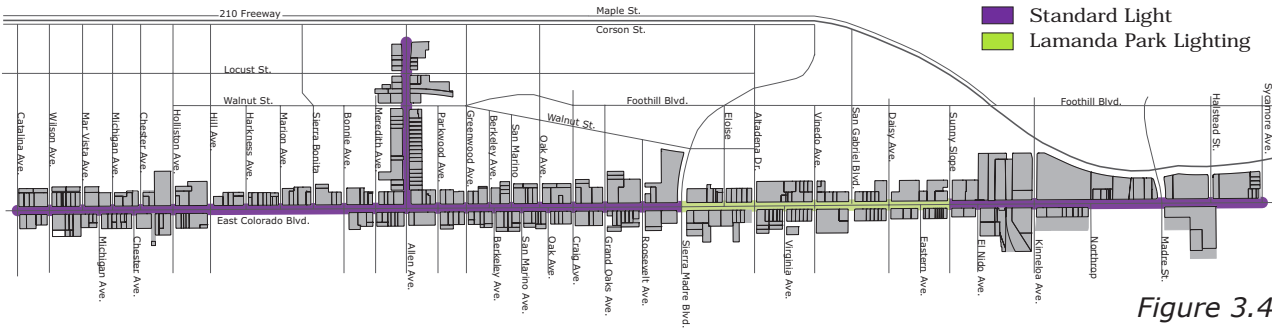 210 Freeway
Maple St.
Corson St.
Standard Light
Lamanda Park Lighting
Locust St.
Walnut St.
Foothill Blvd.
Walnut St.
Foothill Blvd.
Catalina Ave.
Wilson Ave.
Mar Vista Ave.
Michigan Ave.
Chester Ave.
Holliston Ave.
Hill Ave.
Harkness Ave.
Marion Ave.
Sierra Bonita
Bonnie Ave.
Meredith Ave.
Parkwood Ave.
Greenwood Ave.
Berkeley Ave.
San Marino
Oak Ave.
Eloise
Altadena Dr.
Vinedo Ave.
San Gabriel Blvd.
Daisy Ave.
Sunny Slope
Halstead St.
Sycamore Ave.
East Colorado Blvd.
Michigan Ave.
Chester Ave.
Allen Ave.
Berkeley Ave.
San Marino Ave.
Oak Ave.
Craig Ave.
Grand Oaks Ave.
Roosevelt Ave.
Sierra Madre Blvd.
Virginia Ave.
Eastern Ave.
El Nido Ave.
Kinneloa Ave.
Northrop
Madre St.
Figure 3.4